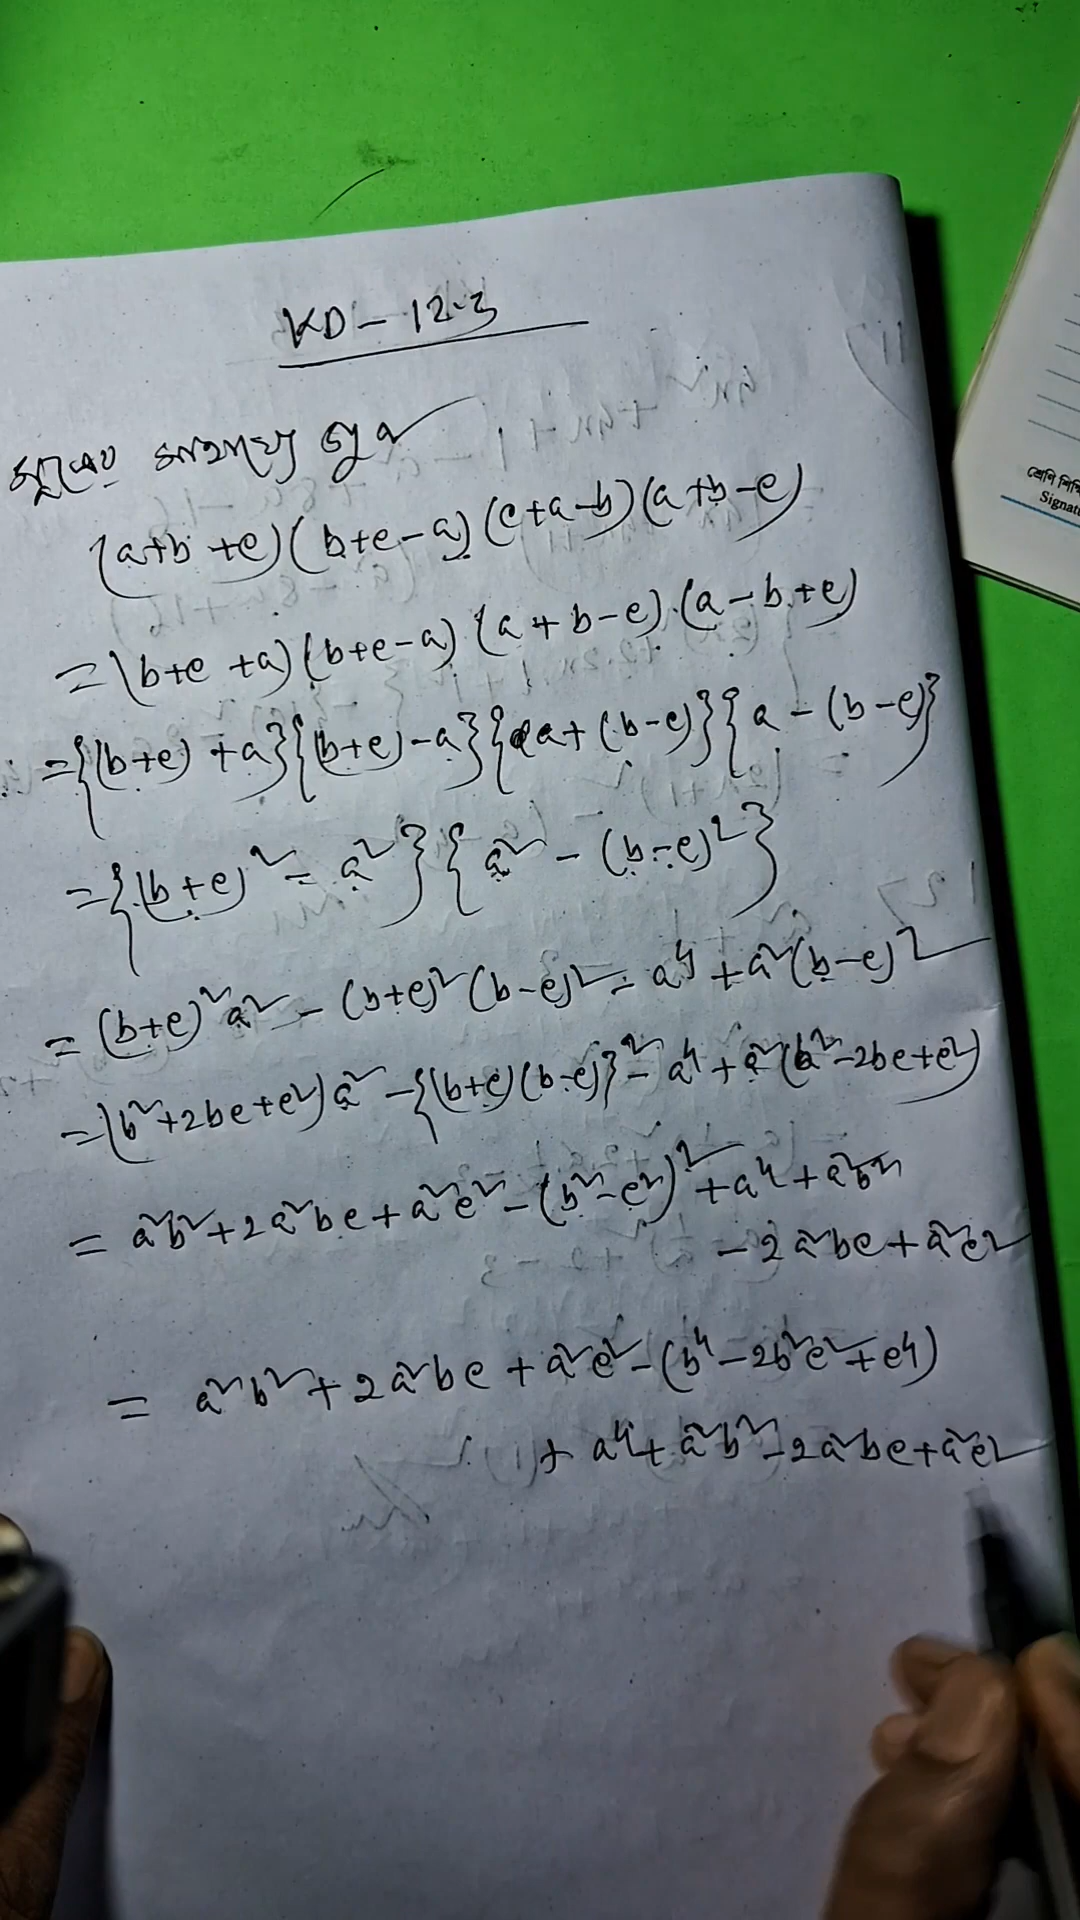 KD - 12.3
সূত্রের সাহায্যে গুণ
(a+b+c)(b+c-a)(c+a-b)(a+b-c)
= (b+c+a)(b+c-a)(a+b-c)(a-b+c)
= {(b+c)+a}{(b+c)-a}{a+(b-c)}{a-(b-c)}
= {(b+c)² - a²}{a² - (b-c)²}
= (b+c)²a² - (b+c)²(b-c)² - a⁴ + a²(b-c)²
= (b²+2bc+c²)a² - {(b+c)(b-c)}² - a⁴ + a²(b²-2bc+c²)
= a²b²+2a²bc+a²c² - (b²-c²)² + a⁴ + a²b²
- 2a²bc + a²c²
= a²b²+2a²bc+a²c² - (b⁴-2b²c²+c⁴)
+ a⁴ + a²b² - 2a²bc + a²c²
শ্রেণি
Signat